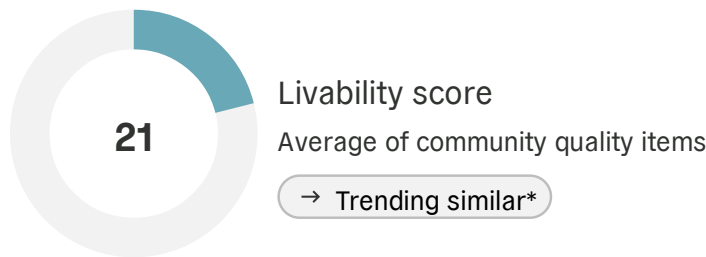 21
Livability score
Average of community quality items
→ Trending similar*